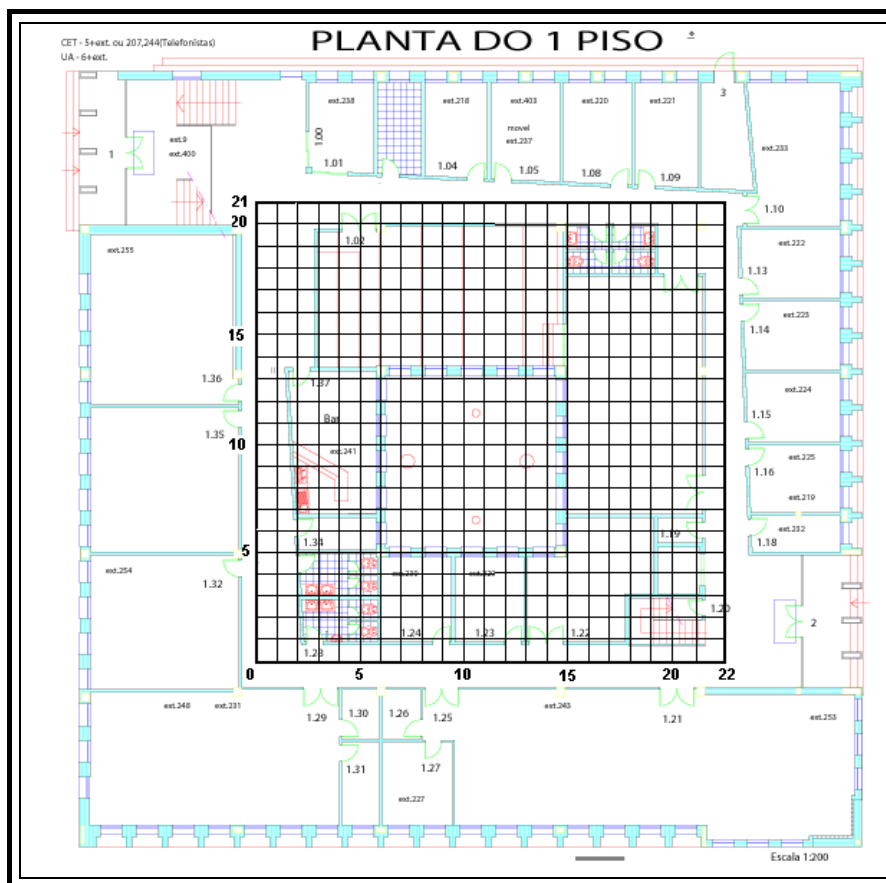 PLANTA DO 1 PISO
CET - 5+ext. ou 207,244(Telefonistas)
UA - 6+ext.
ext.238
ext.218
ext.403
ext.220
ext.221
3
movel
ext.237
1.00
ext.9
ext.400
1
ext.233
1.01
1.04
1.05
1.08
1.09
21
20
1.10
1.02
ext.222
ext.255
1.13
ext.223
15
1.14
1.36
1.37
ext.224
1.35
Bar
1.15
10
ext.241
ext.225
1.16
ext.219
ext.232
1.34
1.19
1.18
5
ext.254
1.32
1.20
2
1.24
1.23
1.22
1.28
0
5
10
15
20
22
ext.248
ext.231
1.29
1.30
1.26
1.25
ext.243
1.21
ext.253
1.31
1.27
ext.227
Escala 1:200